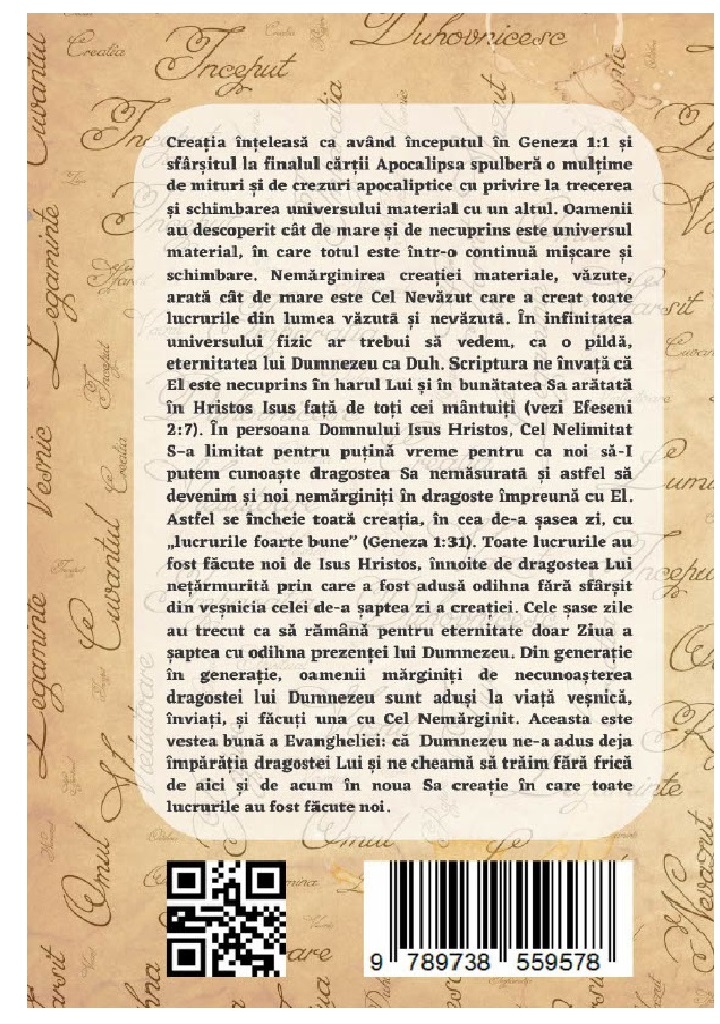 Duhovnicesc
Început
Cuvantul
Creatia
Creația înțeleasă ca având începutul în Geneza 1:1 și
sfârșitul la finalul cărții Apocalipsa spulberă o mulțime
de mituri și de crezuri apocaliptice cu privire la trecerea
și schimbarea universului material cu un altul. Oamenii
au descoperit cât de mare și de necuprins este universul
material, în care totul este într-o continuă mișcare și
schimbare. Nemărginirea creației materiale, văzute,
arată cât de mare este Cel Nevăzut care a creat toate
lucrurile din lumea văzută și nevăzută. În infinitatea
universului fizic ar trebui să vedem, ca o pildă,
eternitatea lui Dumnezeu ca Duh. Scriptura ne învață că
El este necuprins în harul Lui și în bunătatea Sa arătată
în Hristos Isus față de toți cei mântuiți (vezi Efeseni
2:7). În persoana Domnului Isus Hristos, Cel Nelimitat
S-a limitat pentru puțină vreme pentru ca noi să-I
putem cunoaște dragostea Sa nemăsurată și astfel să
devenim și noi nemărginiți în dragoste împreună cu El.
Astfel se încheie toată creația, în cea de-a șasea zi, cu
„lucrurile foarte bune” (Geneza 1:31). Toate lucrurile au
fost făcute noi de Isus Hristos, înnoite de dragostea Lui
nețărmurită prin care a fost adusă odihna fără sfârșit
din veșnicia celei de-a șaptea zi a creației. Cele șase zile
au trecut ca să rămână pentru eternitate doar Ziua a
șaptea cu odihna prezenței lui Dumnezeu. Din generație
în generație, oamenii mărginiți de necunoașterea
dragostei lui Dumnezeu sunt aduși la viață veșnică,
înviați, și făcuți una cu Cel Nemărginit. Aceasta este
vestea bună a Evangheliei: că Dumnezeu ne-a adus deja
împărăția dragostei Lui și ne cheamă să trăim fără frică
de aici și de acum în noua Sa creație în care toate
lucrurile au fost făcute noi.
Legaminte
Vesnic
Cuvantul
Legaminte
Omul
Nevazut
9 789738 559578